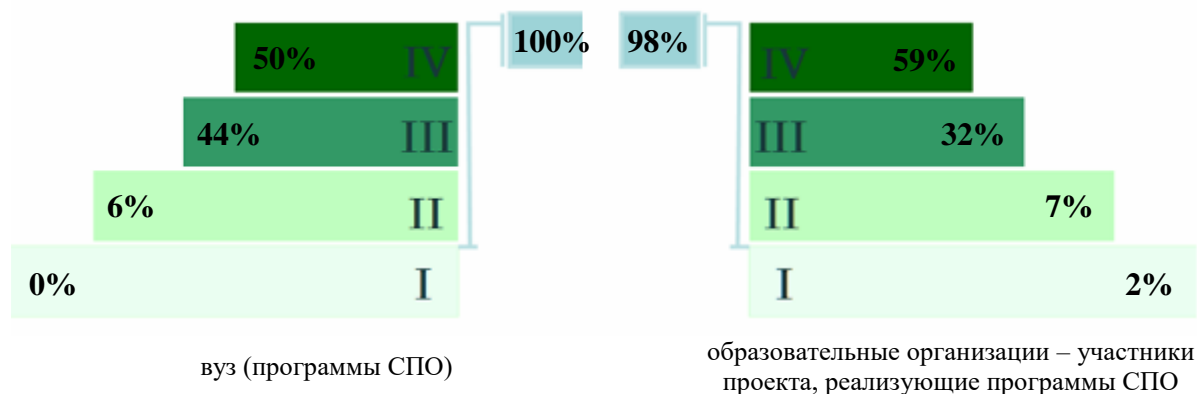 50% IV 100% 98% IV 59%
44% III III 32%
6% II II 7%
0% I I 2%
вуз (программы СПО)
образовательные организации – участники
проекта, реализующие программы СПО